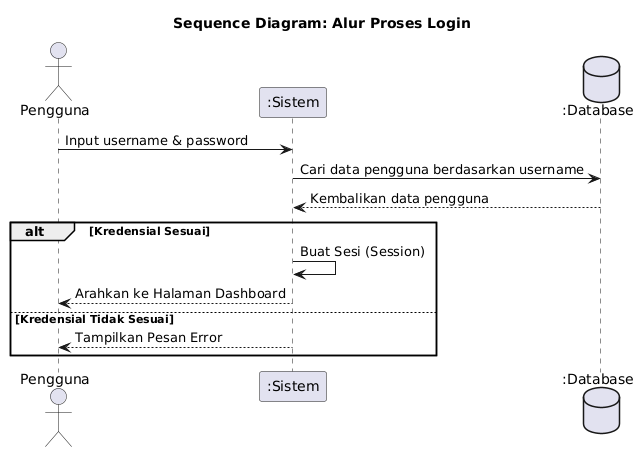 Sequence Diagram: Alur Proses Login
Pengguna
:Sistem
:Database
Input username & password
Cari data pengguna berdasarkan username
Kembalikan data pengguna
alt
[Kredensial Sesuai]
Buat Sesi (Session)
Arahkan ke Halaman Dashboard
[Kredensial Tidak Sesuai]
Tampilkan Pesan Error
Pengguna
:Sistem
:Database